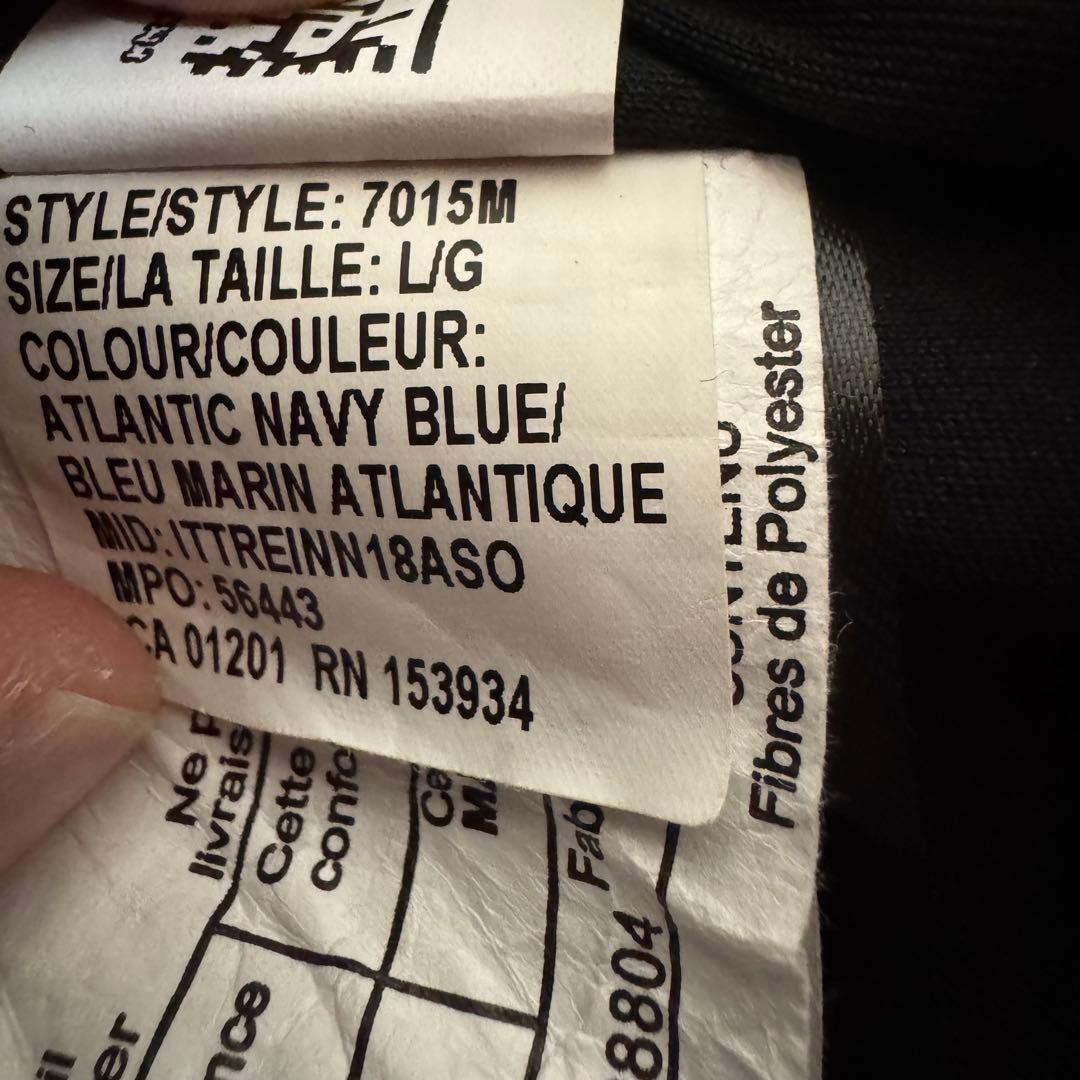 STYLE/STYLE: 7015M
SIZE/LA TAILLE: L/G
COLOUR/COULEUR:
ATLANTIC NAVY BLUE/
BLEU MARIN ATLANTIQUE
MID: ITTREINN18ASO
MPO: 56443
CA 01201 RN 153934
Fibres de Polyester
Ne
livrais
Cette
confo
Ce
Fab
8804